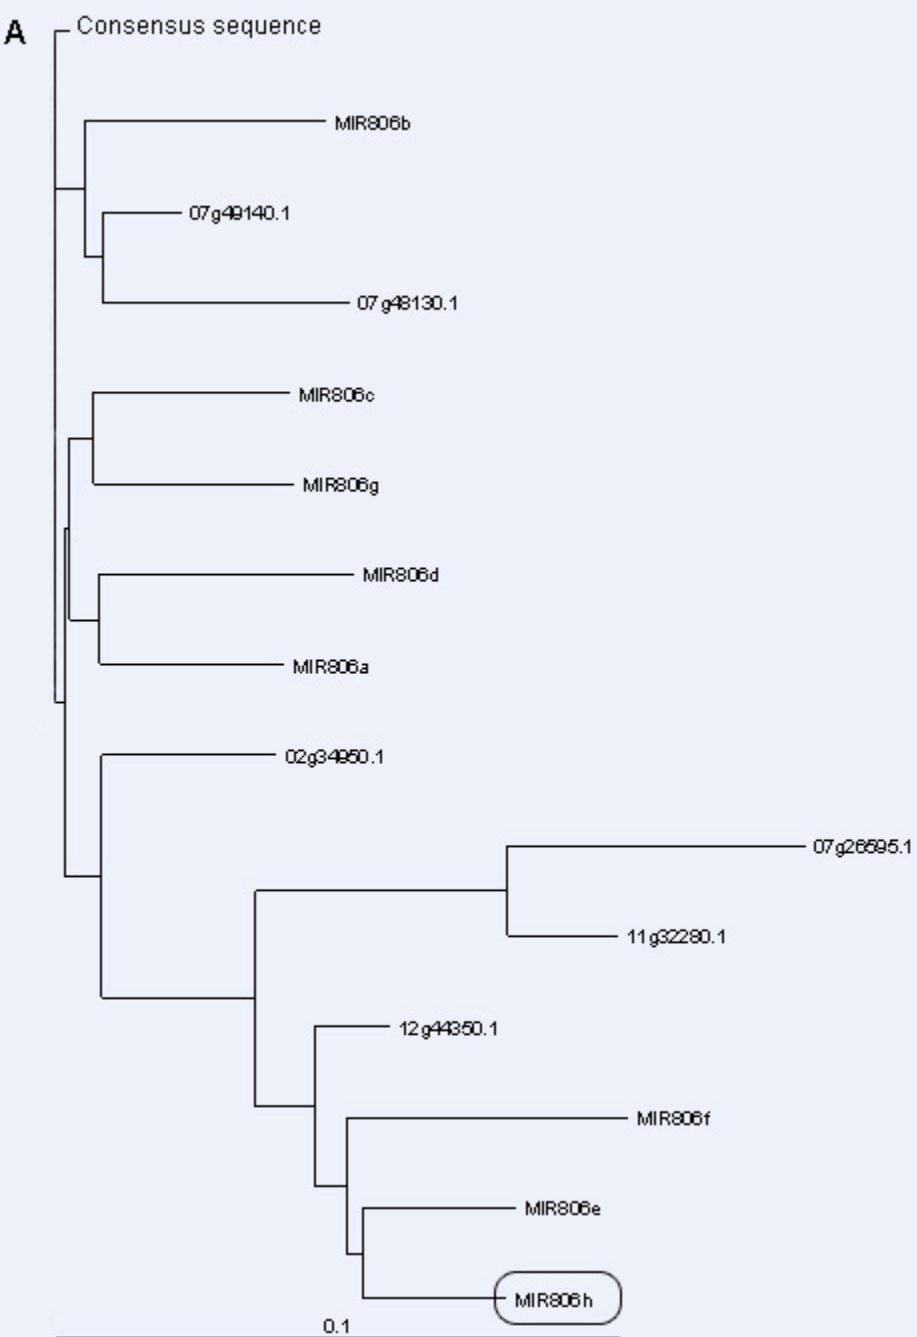 A
Consensus sequence
MIR806b
07g49140.1
07g48130.1
MIR806c
MIR806g
MIR806d
MIR806a
02g34950.1
07g26595.1
11g32280.1
12g44350.1
MIR806f
MIR806e
MIR806h
0.1